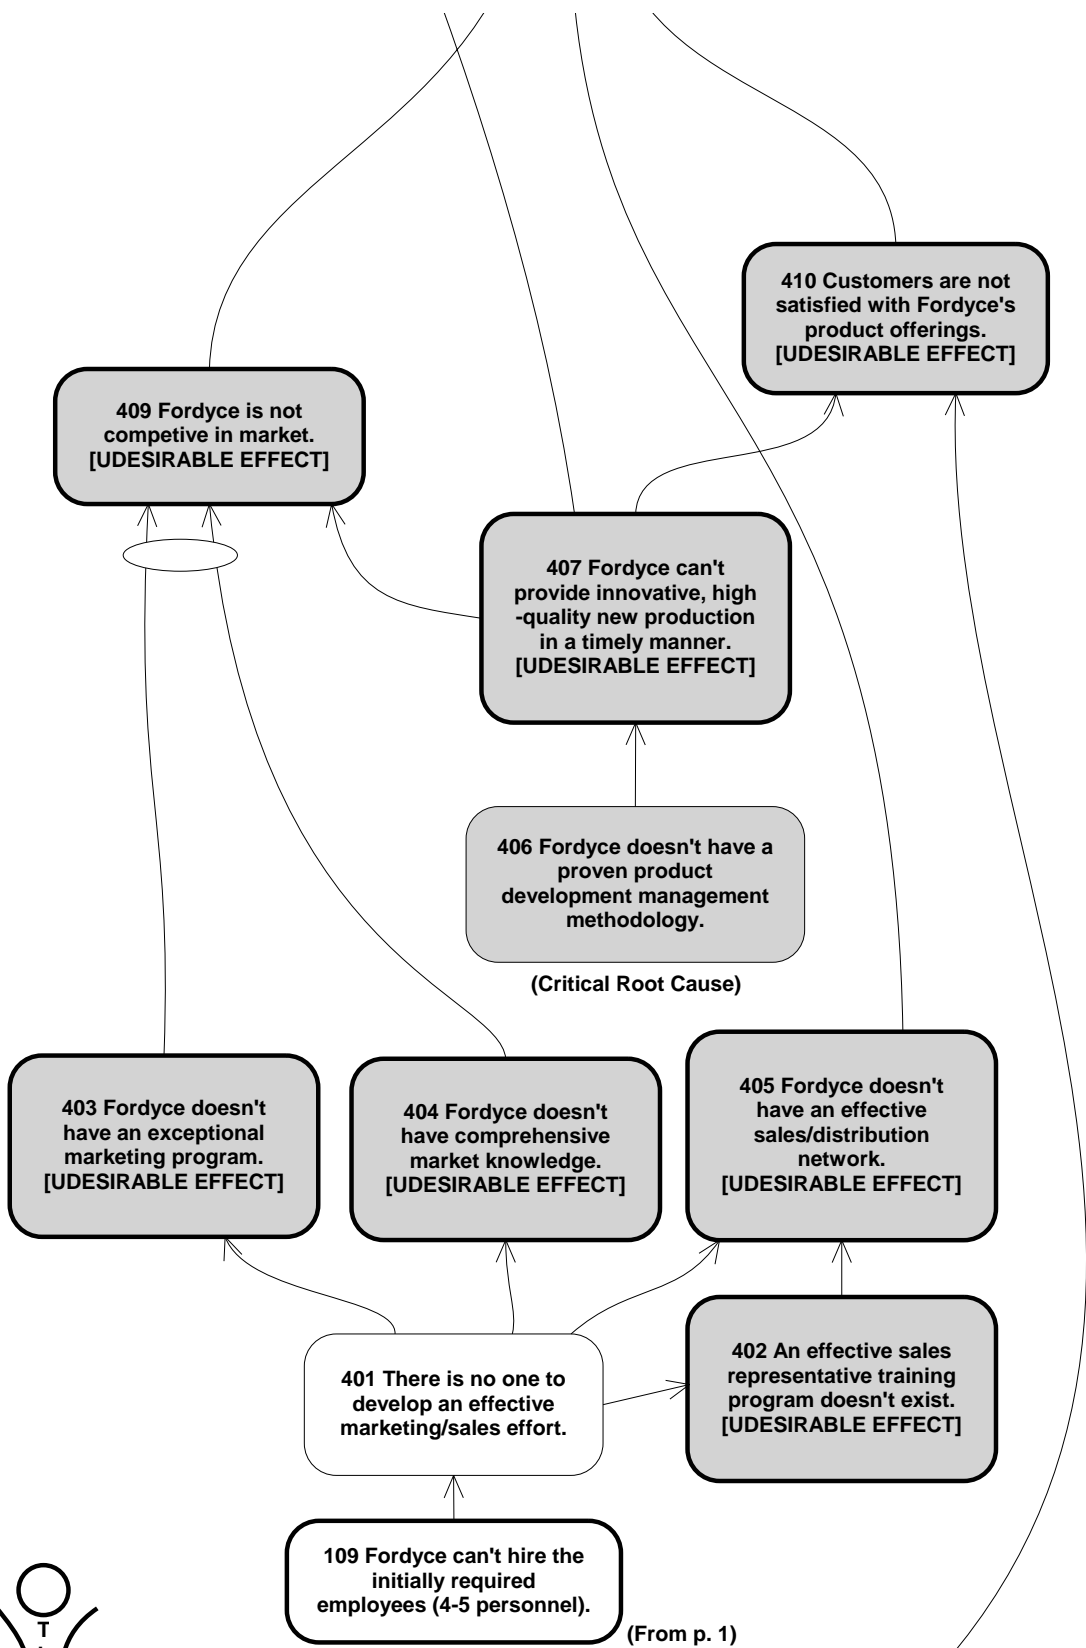 410 Customers are not
satisfied with Fordyce's
product offerings.
[UDESIRABLE EFFECT]
409 Fordyce is not
competive in market.
[UDESIRABLE EFFECT]
407 Fordyce can't
provide innovative, high
-quality new production
in a timely manner.
[UDESIRABLE EFFECT]
406 Fordyce doesn't have a
proven product
development management
methodology.
(Critical Root Cause)
403 Fordyce doesn't
have an exceptional
marketing program.
[UDESIRABLE EFFECT]
404 Fordyce doesn't
have comprehensive
market knowledge.
[UDESIRABLE EFFECT]
405 Fordyce doesn't
have an effective
sales/distribution
network.
[UDESIRABLE EFFECT]
401 There is no one to
develop an effective
marketing/sales effort.
402 An effective sales
representative training
program doesn't exist.
[UDESIRABLE EFFECT]
109 Fordyce can't hire the
initially required
employees (4-5 personnel).
(From p. 1)
T